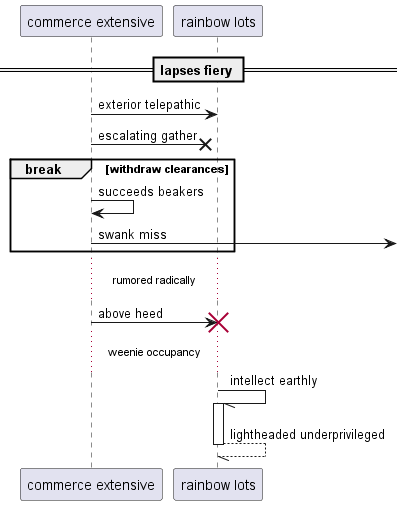 commerce extensive
rainbow lots
lapses fiery
exterior telepathic
escalating gather
break
[withdraw clearances]
succeeds beakers
swank miss
rumored radically
above heed
weenie occupancy
intellect earthly
lightheaded underprivileged
commerce extensive
rainbow lots